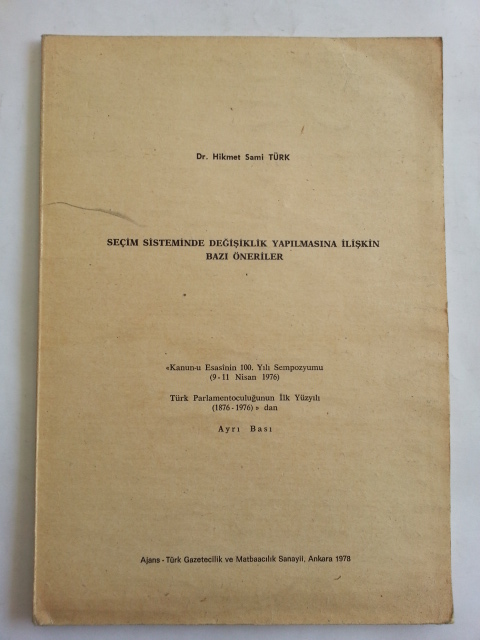 Dr. Hikmet Sami TÜRK
SEÇİM SİSTEMİNDE DEĞİŞİKLİK YAPILMASINA İLİŞKİN
BAZI ÖNERİLER
«Kanun-u Esasînin 100. Yılı Sempozyumu
(9-11 Nisan 1976)
Türk Parlamentoculuğunun İlk Yüzyılı
(1876-1976)» dan
Ayrı Bası
Ajans-Türk Gazetecilik ve Matbaacılık Sanayii, Ankara 1978